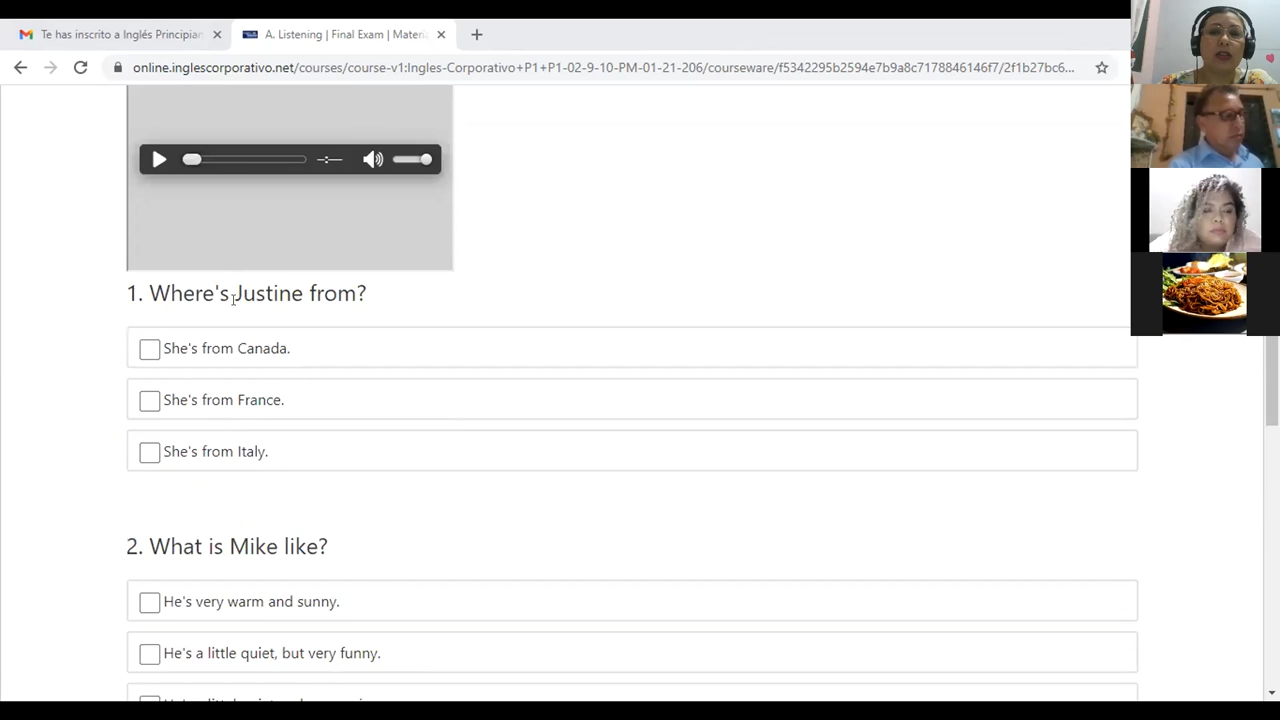 Te has inscrito a Inglés Principian
A. Listening | Final Exam | Materi
online.inglescorporativo.net/courses/course-v1:Ingles-Corporativo+P1+P1-02-9-10-PM-01-21-206/courseware/f5342295b2594e7b9a8c7178846146f7/2f1b27bc6...
1. Where's Justine from?
She's from Canada.
She's from France.
She's from Italy.
2. What is Mike like?
He's very warm and sunny.
He's a little quiet, but very funny.